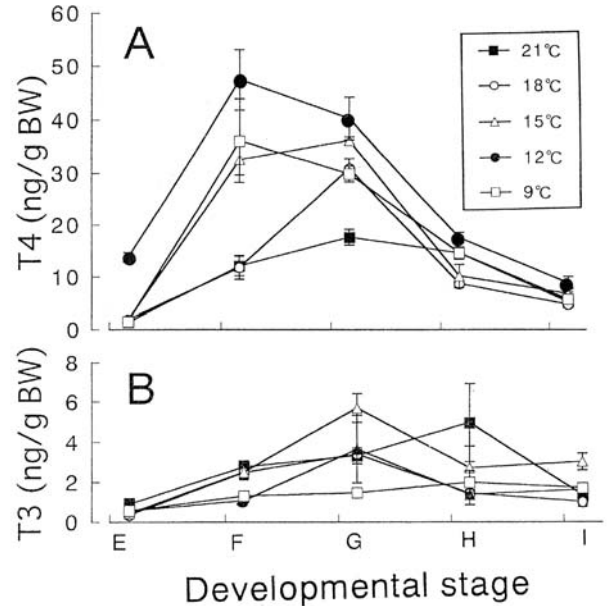 A
T4 (ng/g BW)
60
50
40
30
20
10
0
21℃
18℃
15℃
12℃
9℃
B
T3 (ng/g BW)
8
6
4
2
0
E F G H I
Developmental stage